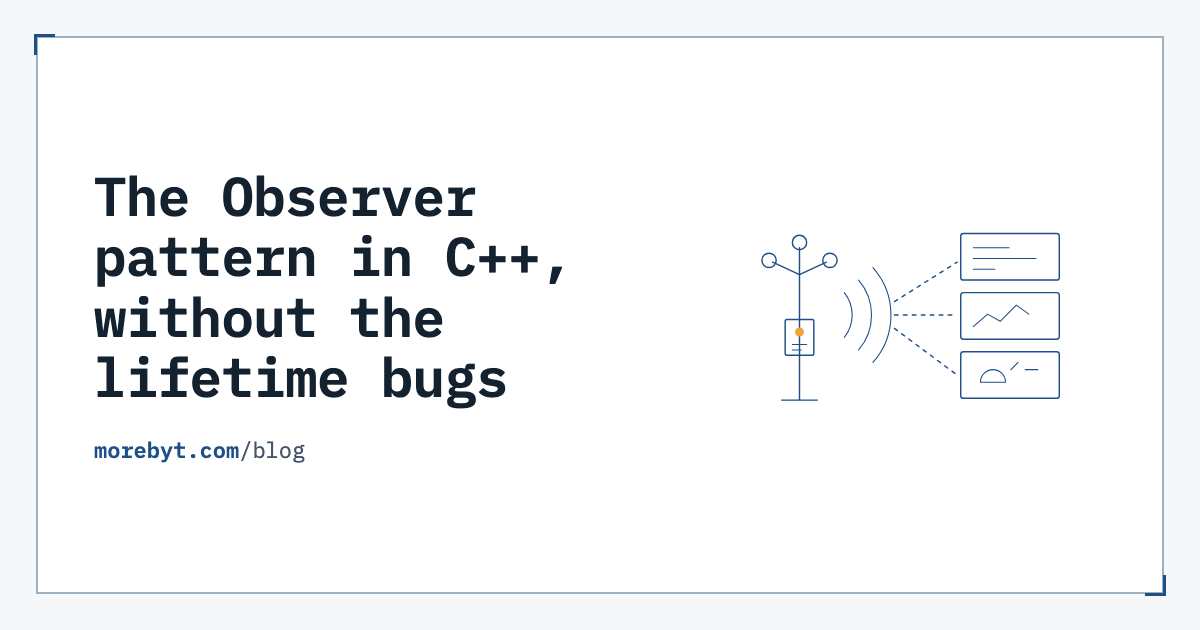 The Observer
pattern in C++,
without the
lifetime bugs
morebyt.com/blog